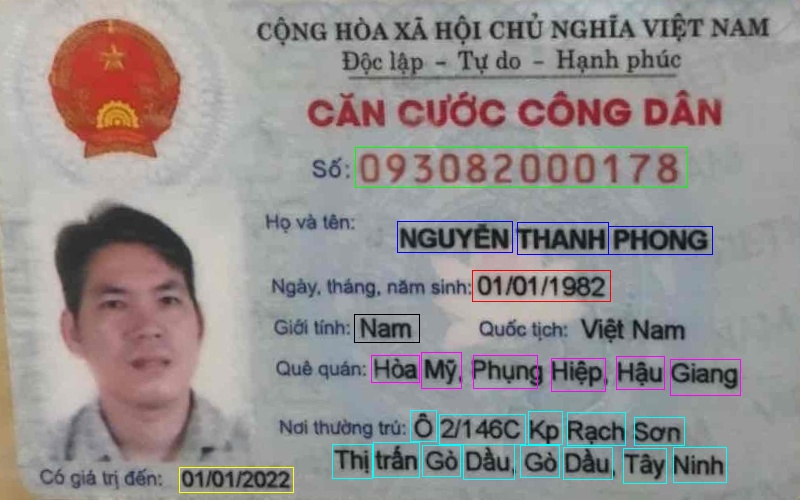 CỘNG HÒA XÃ HỘI CHỦ NGHĨA VIỆT NAM
Độc lập - Tự do - Hạnh phúc
CĂN CƯỚC CÔNG DÂN
Số: 093082000178
Họ và tên: NGUYỄN THANH PHONG
Ngày, tháng, năm sinh: 01/01/1982
Giới tính: Nam Quốc tịch: Việt Nam
Quê quán: Hòa Mỹ, Phụng Hiệp, Hậu Giang
Nơi thường trú: Ô 2/146C Kp Rạch Sơn
Thị trấn Gò Dầu, Gò Dầu, Tây Ninh
Có giá trị đến: 01/01/2022